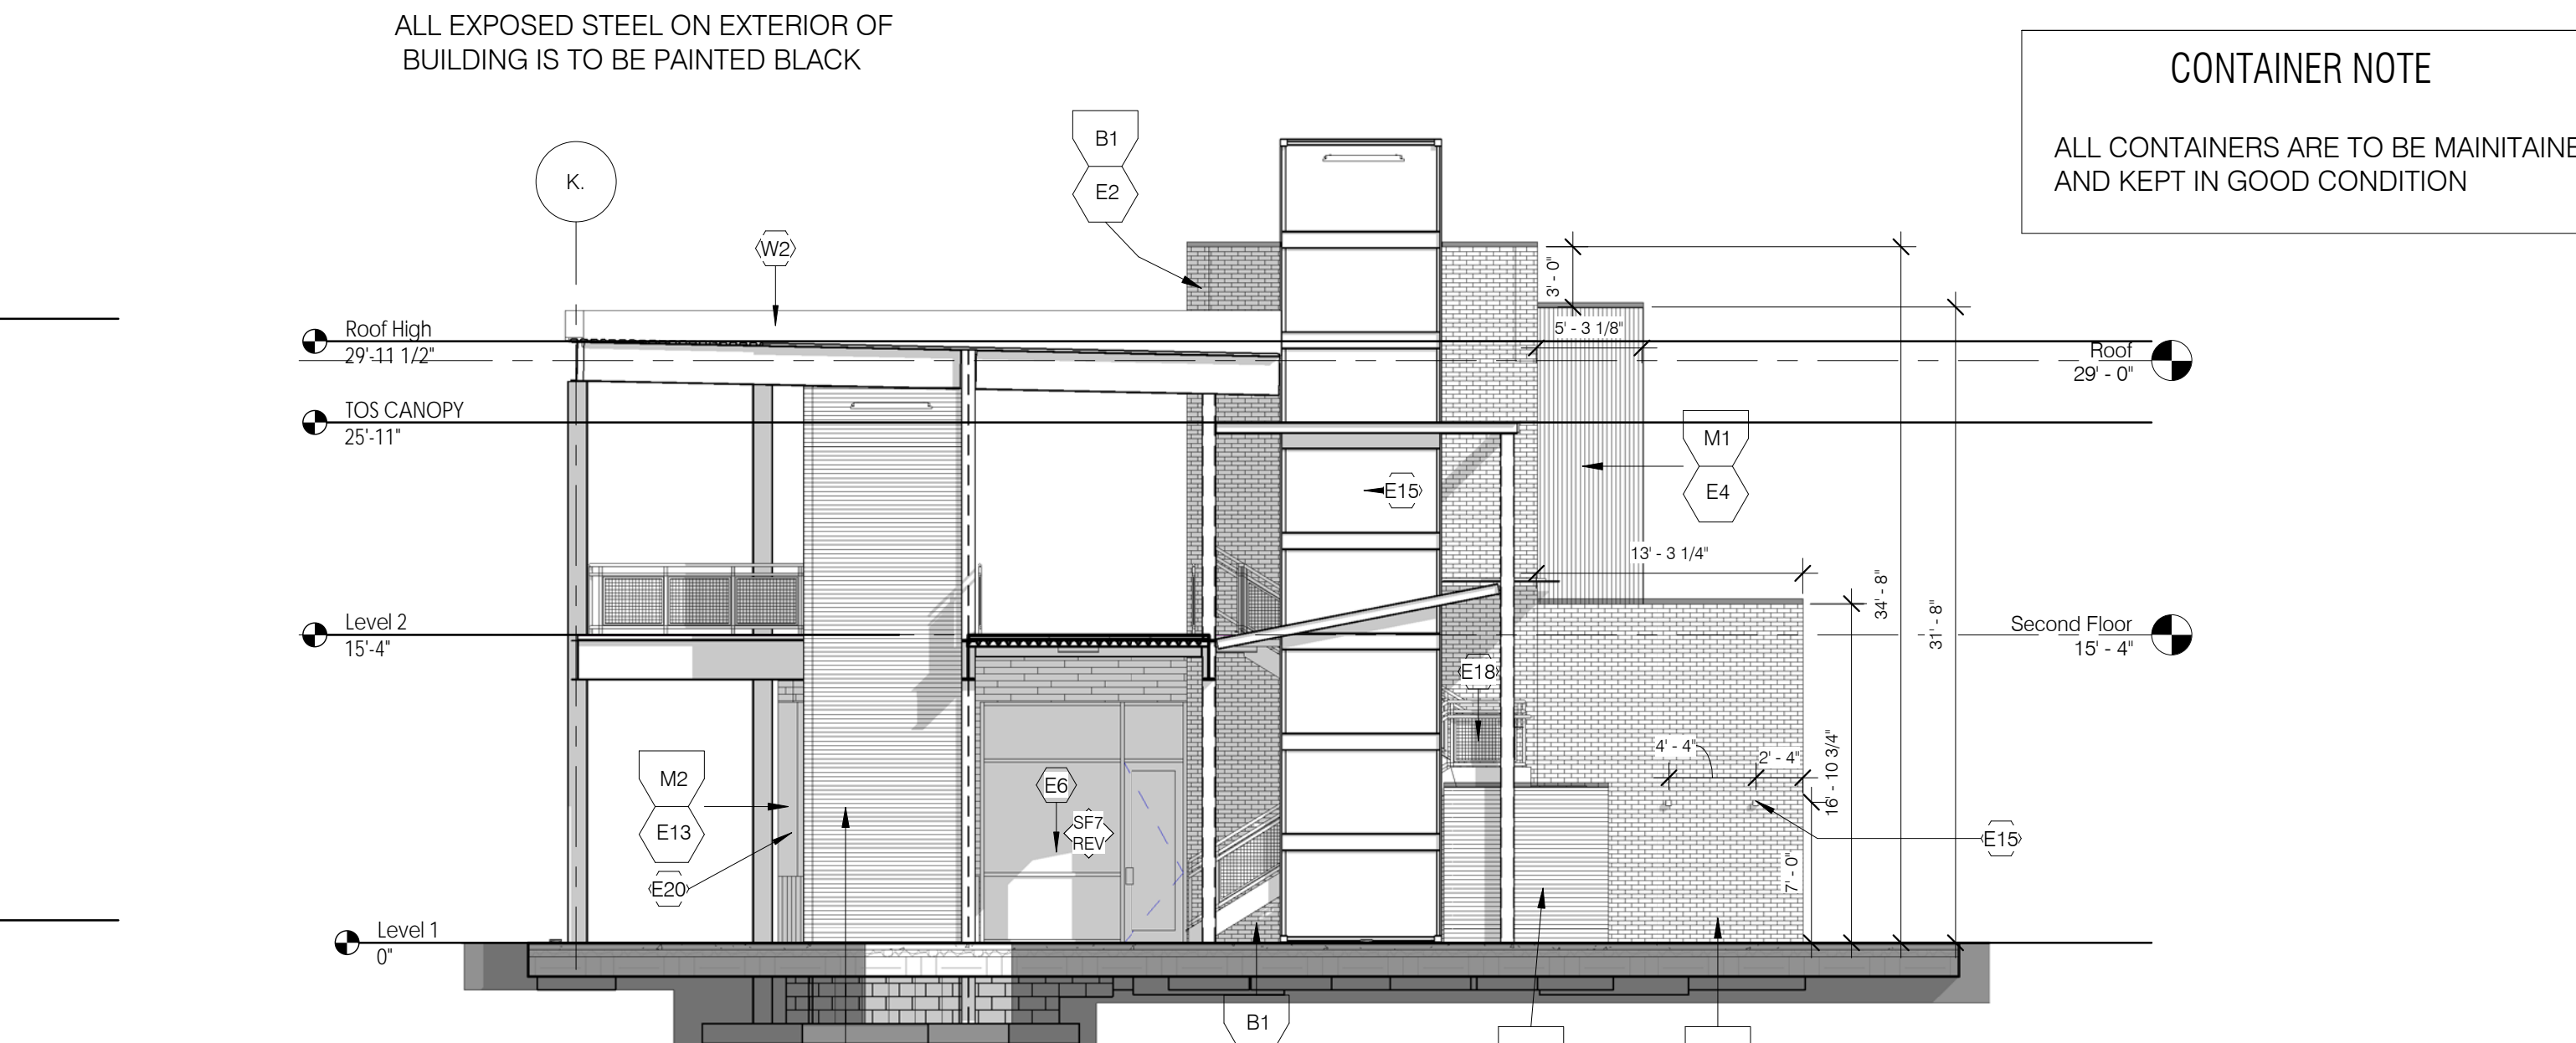 ALL EXPOSED STEEL ON EXTERIOR OF
BUILDING IS TO BE PAINTED BLACK
CONTAINER NOTE
ALL CONTAINERS ARE TO BE MAINITAINE
AND KEPT IN GOOD CONDITION
K.
B1
E2
W2
3' - 0"
5' - 3 1/8"
Roof High
29'-11 1/2"
Roof
29' - 0"
TOS CANOPY
25'-11"
M1
E4
E15
13' - 3 1/4"
34' - 8"
31' - 8"
Level 2
15'-4"
Second Floor
15' - 4"
E18
4' - 4"
2' - 4"
16' - 10 3/4"
M2
E13
E6
SF7
REV
E15
E20
7' - 0"
Level 1
0"
B1